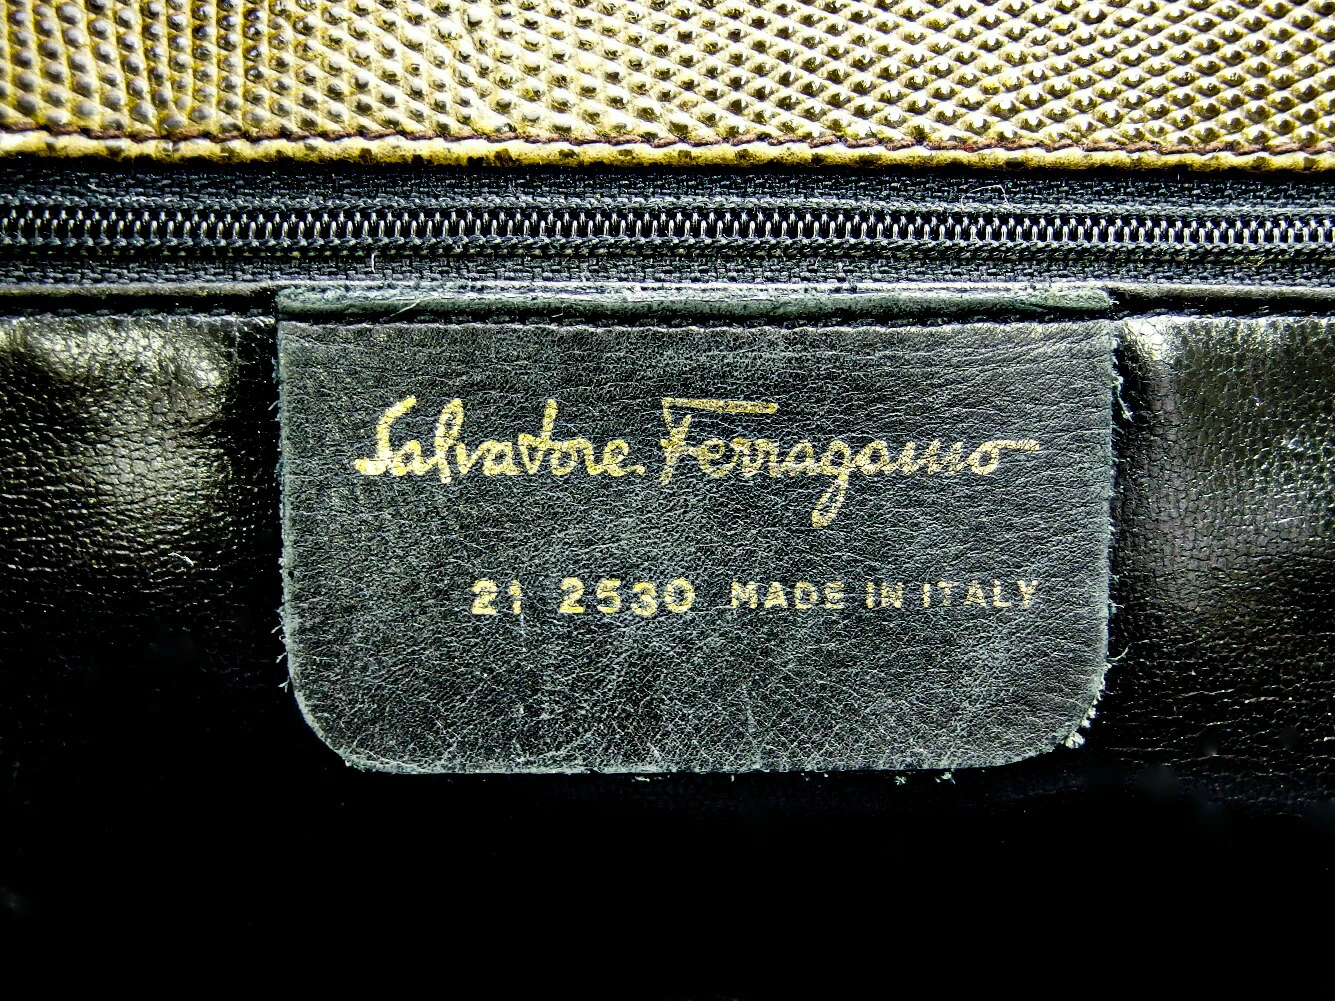 Salvatore Ferragamo
21 2530 MADE IN ITALY